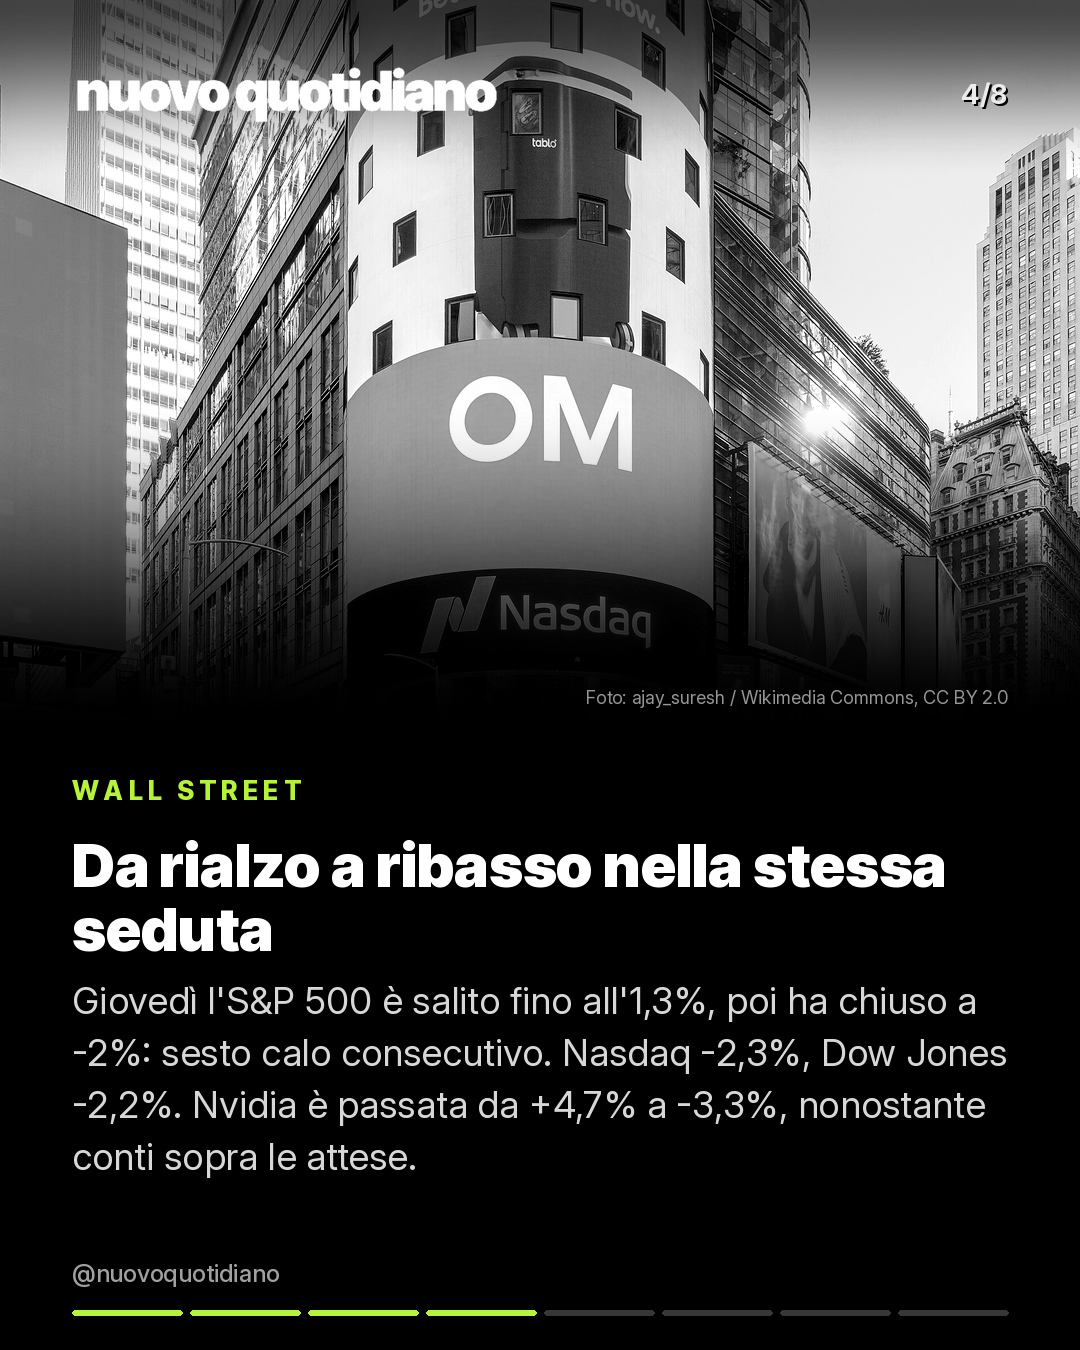 now.
nuovo quotidiano
4/8
tablo
OM
Nasdaq
H&M
Foto: ajay_suresh / Wikimedia Commons, CC BY 2.0
WALL STREET
Da rialzo a ribasso nella stessa
seduta
Giovedì l'S&P 500 è salito fino all'1,3%, poi ha chiuso a
-2%: sesto calo consecutivo. Nasdaq -2,3%, Dow Jones
-2,2%. Nvidia è passata da +4,7% a -3,3%, nonostante
conti sopra le attese.
@nuovoquotidiano